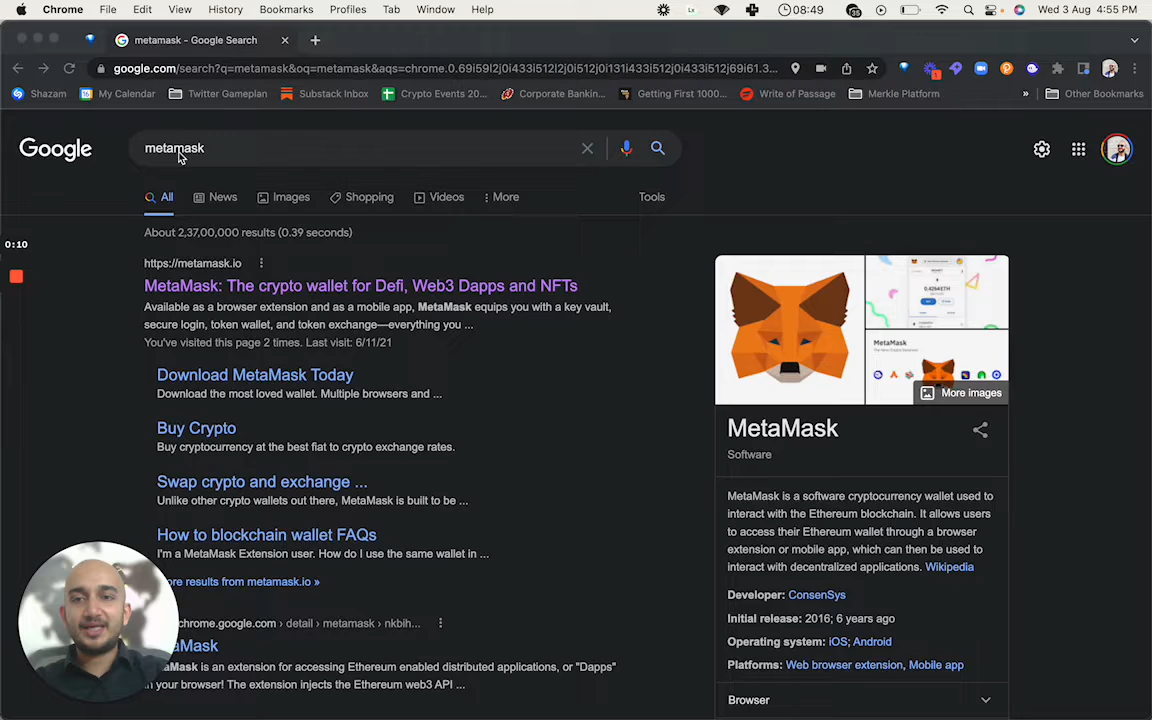 Chrome File Edit View History Bookmarks Profiles Tab Window Help 08:49 Wed 3 Aug 4:55 PM
metamask - Google Search
google.com/search?q=metamask&oq=metamask&aqs=chrome.0.69i59l2j0i433i512l2j0i512j0i131i433i512j0i433i512j69i61.3...
Shazam My Calendar Twitter Gameplan Substack Inbox Crypto Events 20... Corporate Bankin... Getting First 1000... Write of Passage Merkle Platform » Other Bookmarks
Google metamask
All News Images Shopping Videos More Tools
About 2,37,00,000 results (0.39 seconds)
0:10
https://metamask.io
MetaMask: The crypto wallet for Defi, Web3 Dapps and NFTs
Available as a browser extension and as a mobile app, MetaMask equips you with a key vault,
secure login, token wallet, and token exchange—everything you ...
You've visited this page 2 times. Last visit: 6/11/21
Download MetaMask Today
Download the most loved wallet. Multiple browsers and ...
Buy Crypto
Buy cryptocurrency at the best fiat to crypto exchange rates.
Swap crypto and exchange ...
Unlike other crypto wallets out there, MetaMask is built to be ...
How to blockchain wallet FAQs
I'm a MetaMask Extension user. How do I use the same wallet in ...
ore results from metamask.io »
chrome.google.com › detail › metamask › nkbih...
aMask
aMask is an extension for accessing Ethereum enabled distributed applications, or "Dapps"
n your browser! The extension injects the Ethereum web3 API ...
MetaMask
More images
MetaMask
Software
MetaMask is a software cryptocurrency wallet used to
interact with the Ethereum blockchain. It allows users
to access their Ethereum wallet through a browser
extension or mobile app, which can then be used to
interact with decentralized applications. Wikipedia
Developer: ConsenSys
Initial release: 2016; 6 years ago
Operating system: iOS; Android
Platforms: Web browser extension, Mobile app
Browser